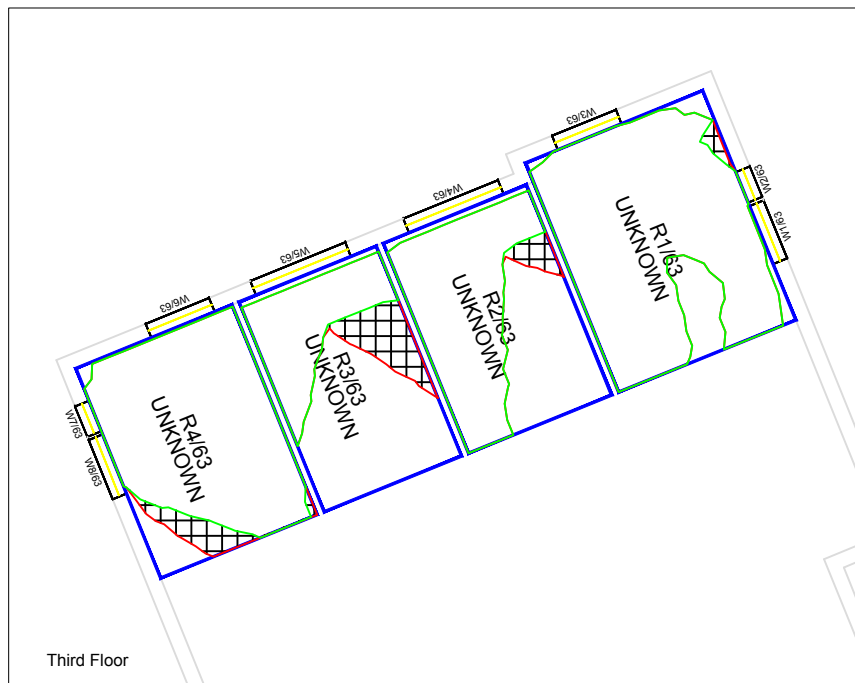 W3/63
W2/63
W1/63
R1/63
UNKNOWN
W4/63
R2/63
UNKNOWN
W5/63
R3/63
UNKNOWN
W6/63
R4/63
UNKNOWN
W7/63
W8/63
Third Floor